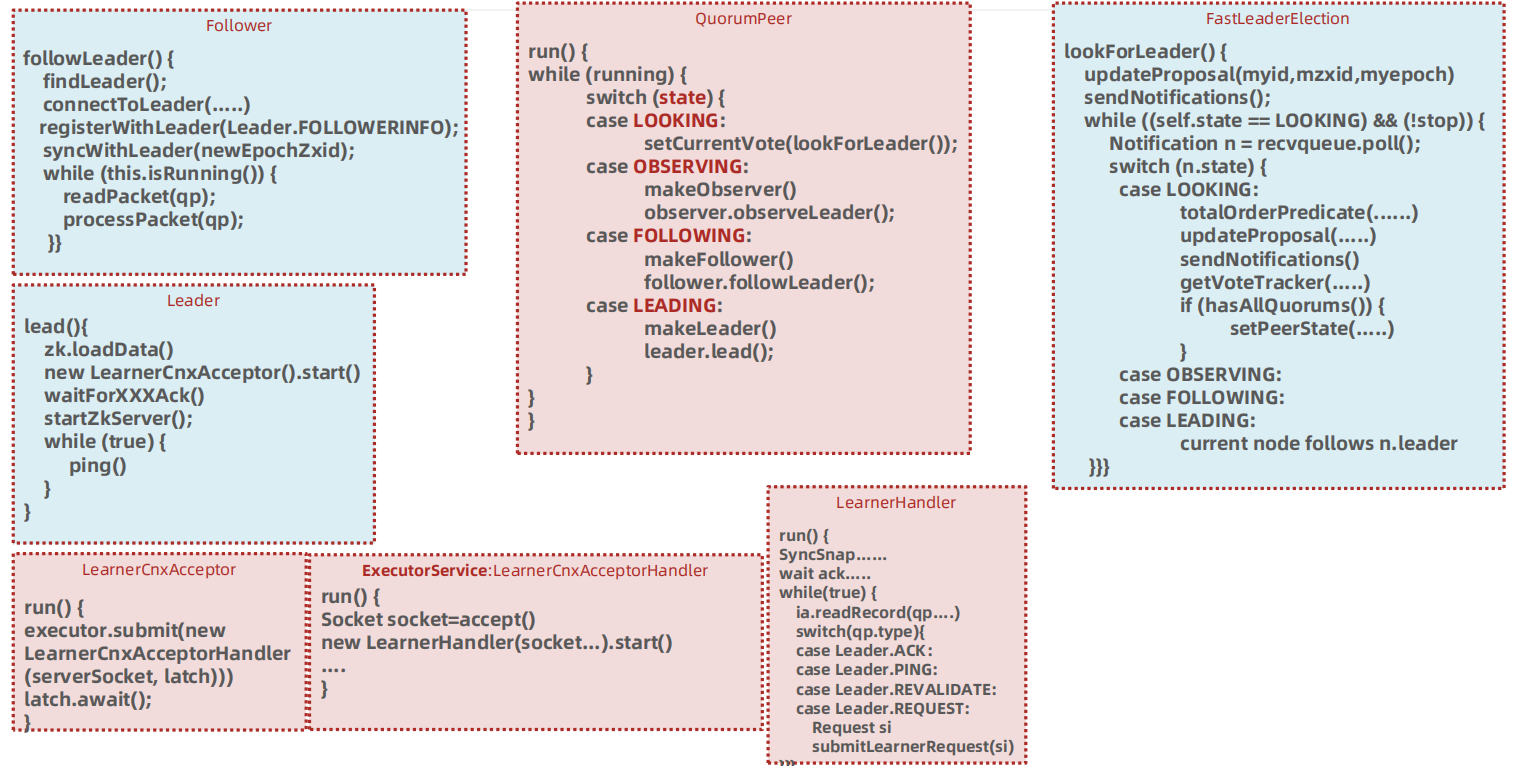 Follower
followLeader() {
findLeader();
connectToLeader(.....)
registerWithLeader(Leader.FOLLOWERINFO);
syncWithLeader(newEpochZxid);
while (this.isRunning()) {
readPacket(qp);
processPacket(qp);
}}
Leader
lead(){
zk.loadData()
new LearnerCnxAcceptor().start()
waitForXXXAck()
startZkServer();
while (true) {
ping()
}
}
LearnerCnxAcceptor
run() {
executor.submit(new
LearnerCnxAcceptorHandler
(serverSocket, latch)))
latch.await();
}
ExecutorService:LearnerCnxAcceptorHandler
run() {
Socket socket=accept()
new LearnerHandler(socket...).start()
....
}
QuorumPeer
run() {
while (running) {
switch (state) {
case LOOKING:
setCurrentVote(lookForLeader());
case OBSERVING:
makeObserver()
observer.observeLeader();
case FOLLOWING:
makeFollower()
follower.followLeader();
case LEADING:
makeLeader()
leader.lead();
}
}
}
LearnerHandler
run() {
SyncSnap......
wait ack.....
while(true) {
ia.readRecord(qp....)
switch(qp.type){
case Leader.ACK:
case Leader.PING:
case Leader.REVALIDATE:
case Leader.REQUEST:
Request si
submitLearnerRequest(si)
}}}
FastLeaderElection
lookForLeader() {
updateProposal(myid,mzxid,myepoch)
sendNotifications();
while ((self.state == LOOKING) && (!stop)) {
Notification n = recvqueue.poll();
switch (n.state) {
case LOOKING:
totalOrderPredicate(......)
updateProposal(.....)
sendNotifications()
getVoteTracker(.....)
if (hasAllQuorums()) {
setPeerState(.....)
}
case OBSERVING:
case FOLLOWING:
case LEADING:
current node follows n.leader
}}}